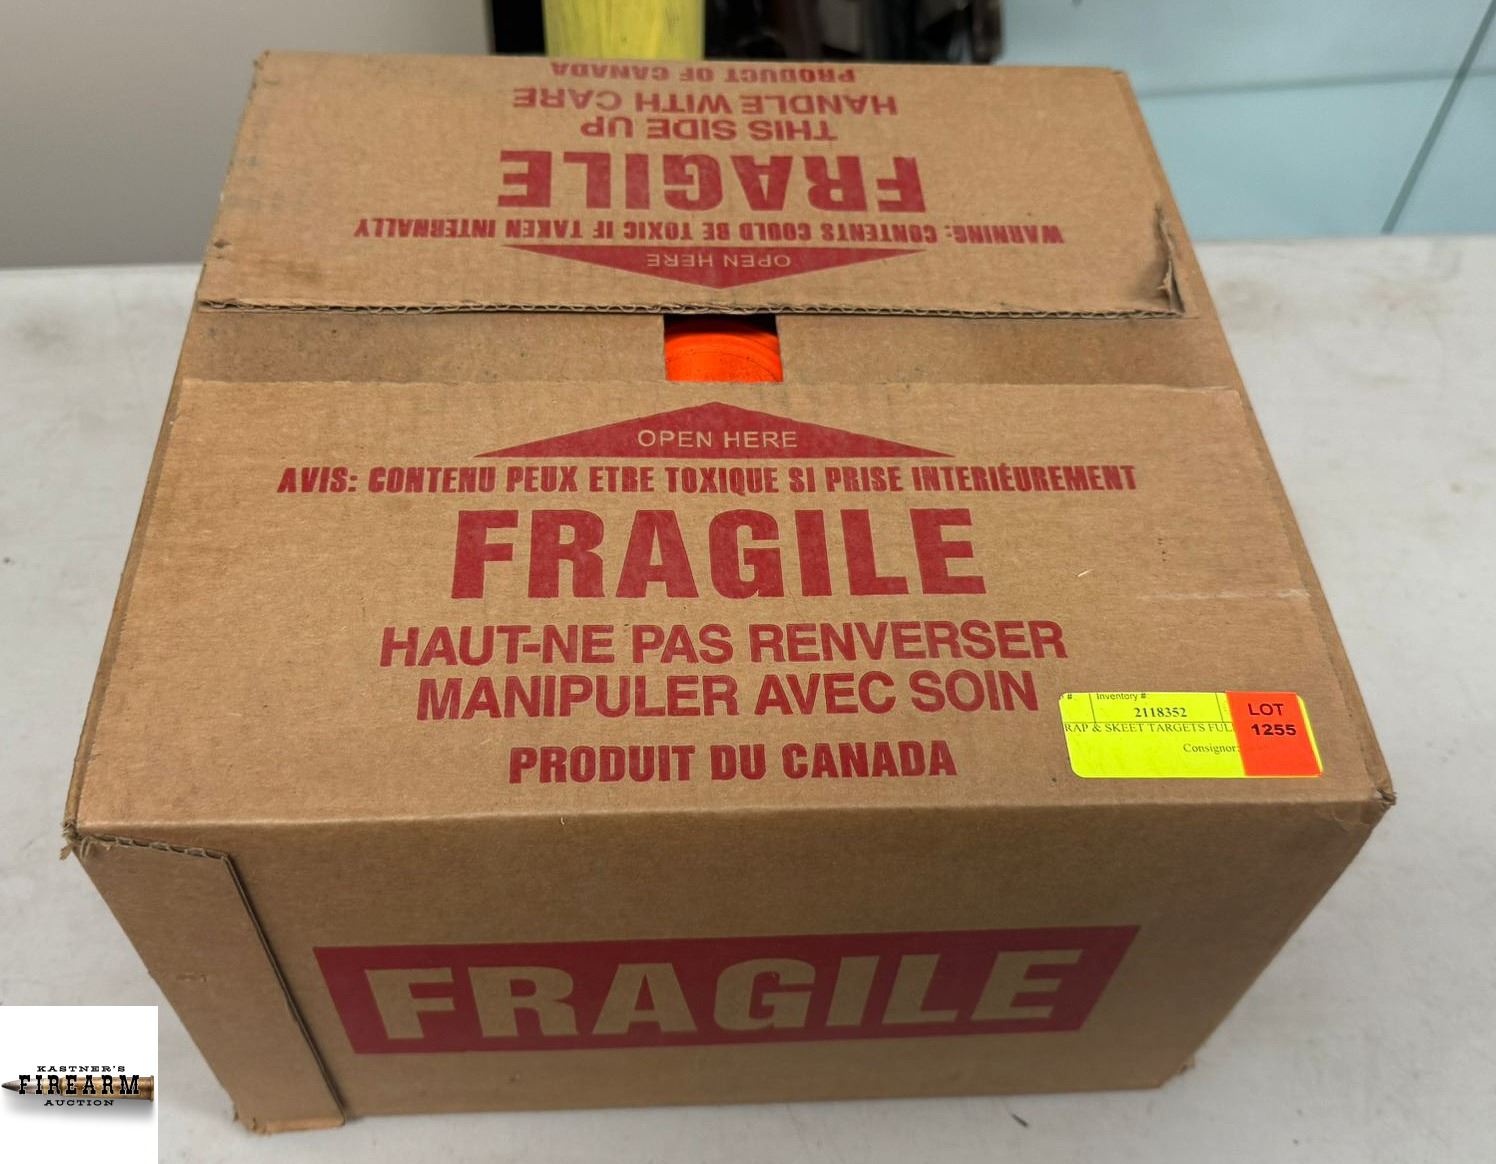 PRODUCT OF CANADA
HANDLE WITH CARE
THIS SIDE UP
FRAGILE
WARNING: CONTENTS COULD BE TOXIC IF TAKEN INTERNALLY
OPEN HERE
OPEN HERE
AVIS: CONTENU PEUX ETRE TOXIQUE SI PRISE INTERIÉUREMENT
FRAGILE
HAUT-NE PAS RENVERSER
MANIPULER AVEC SOIN
PRODUIT DU CANADA
# Inventory #
2118352
RAP & SKEET TARGETS FUL
Consignor:
LOT
1255
FRAGILE
KASTNER'S
FIREARM
AUCTION